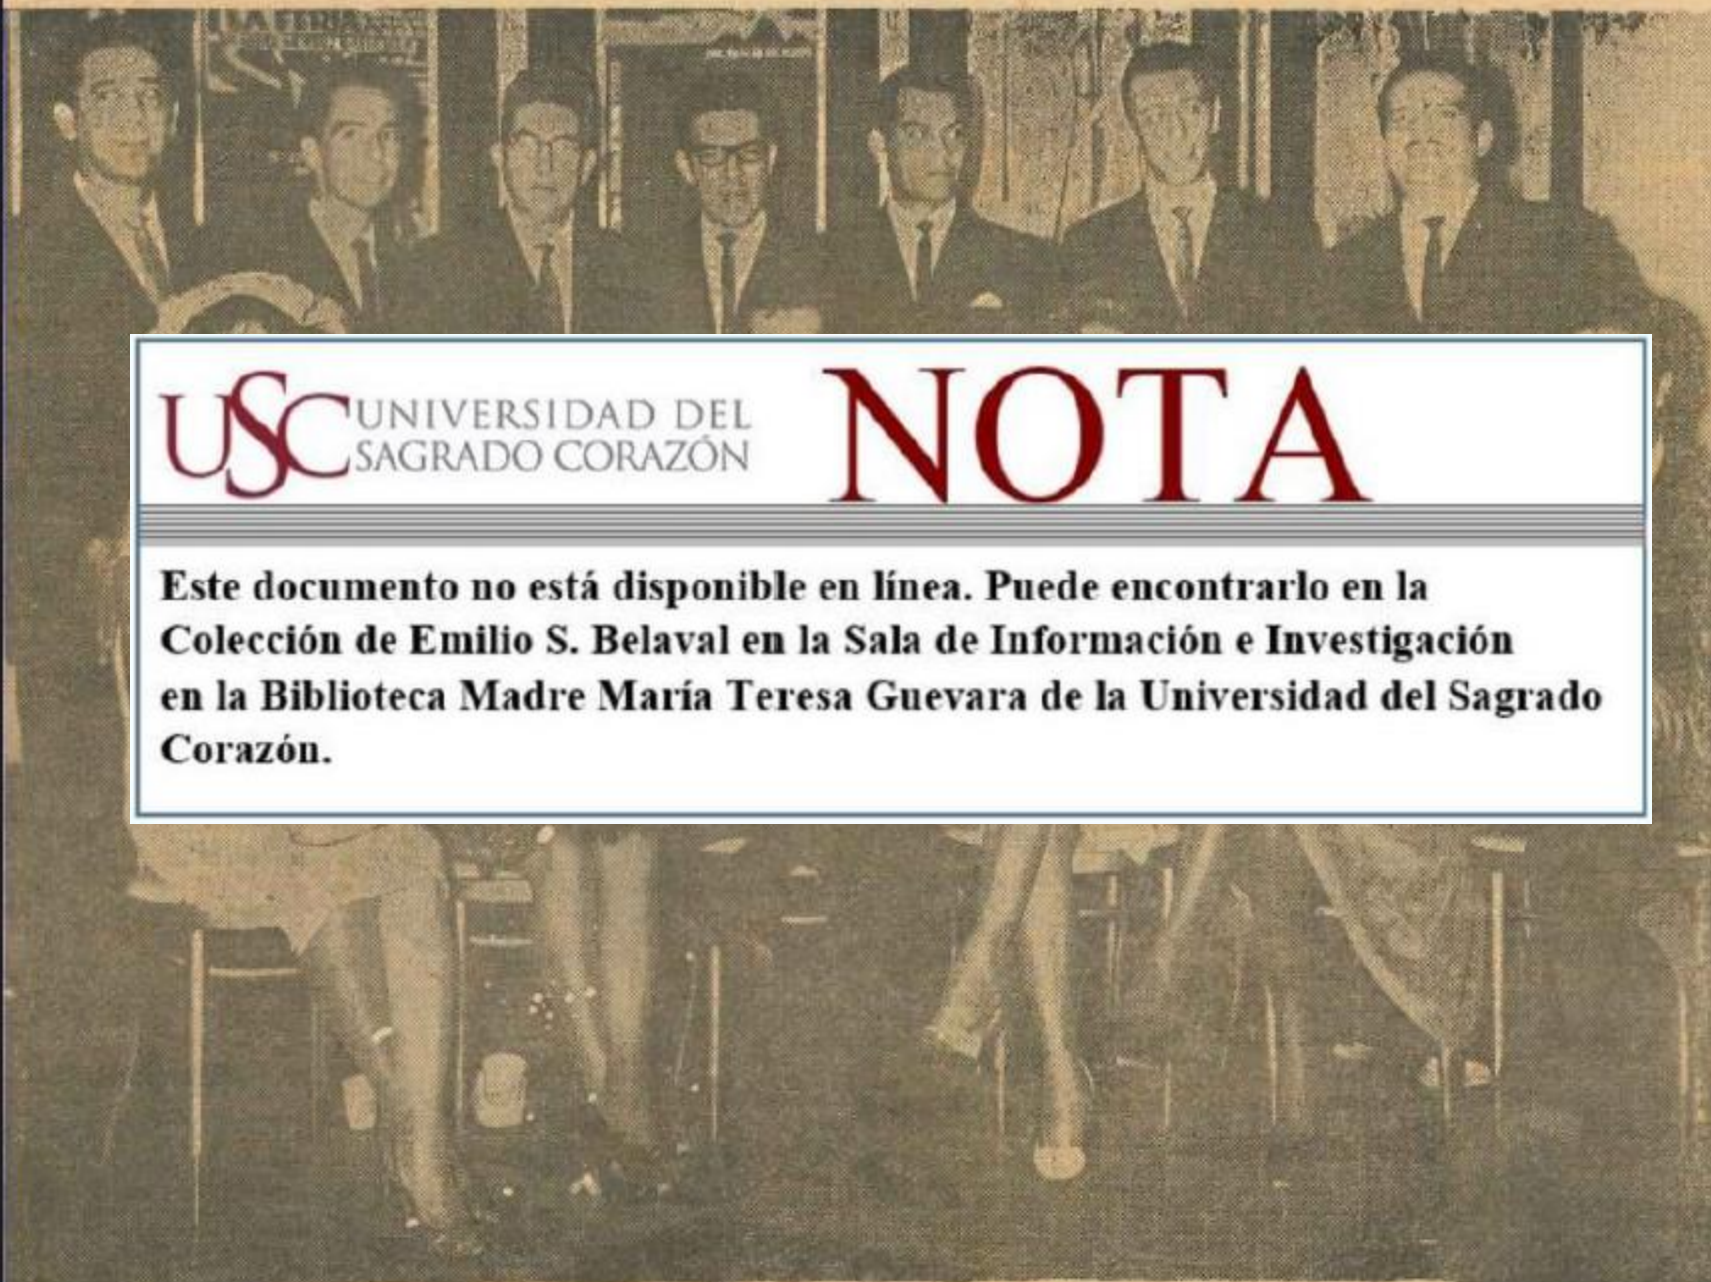 LA FERIA
USC UNIVERSIDAD DEL
SAGRADO CORAZÓN
NOTA
Este documento no está disponible en línea. Puede encontrarlo en la
Colección de Emilio S. Belaval en la Sala de Información e Investigación
en la Biblioteca Madre María Teresa Guevara de la Universidad del Sagrado
Corazón.